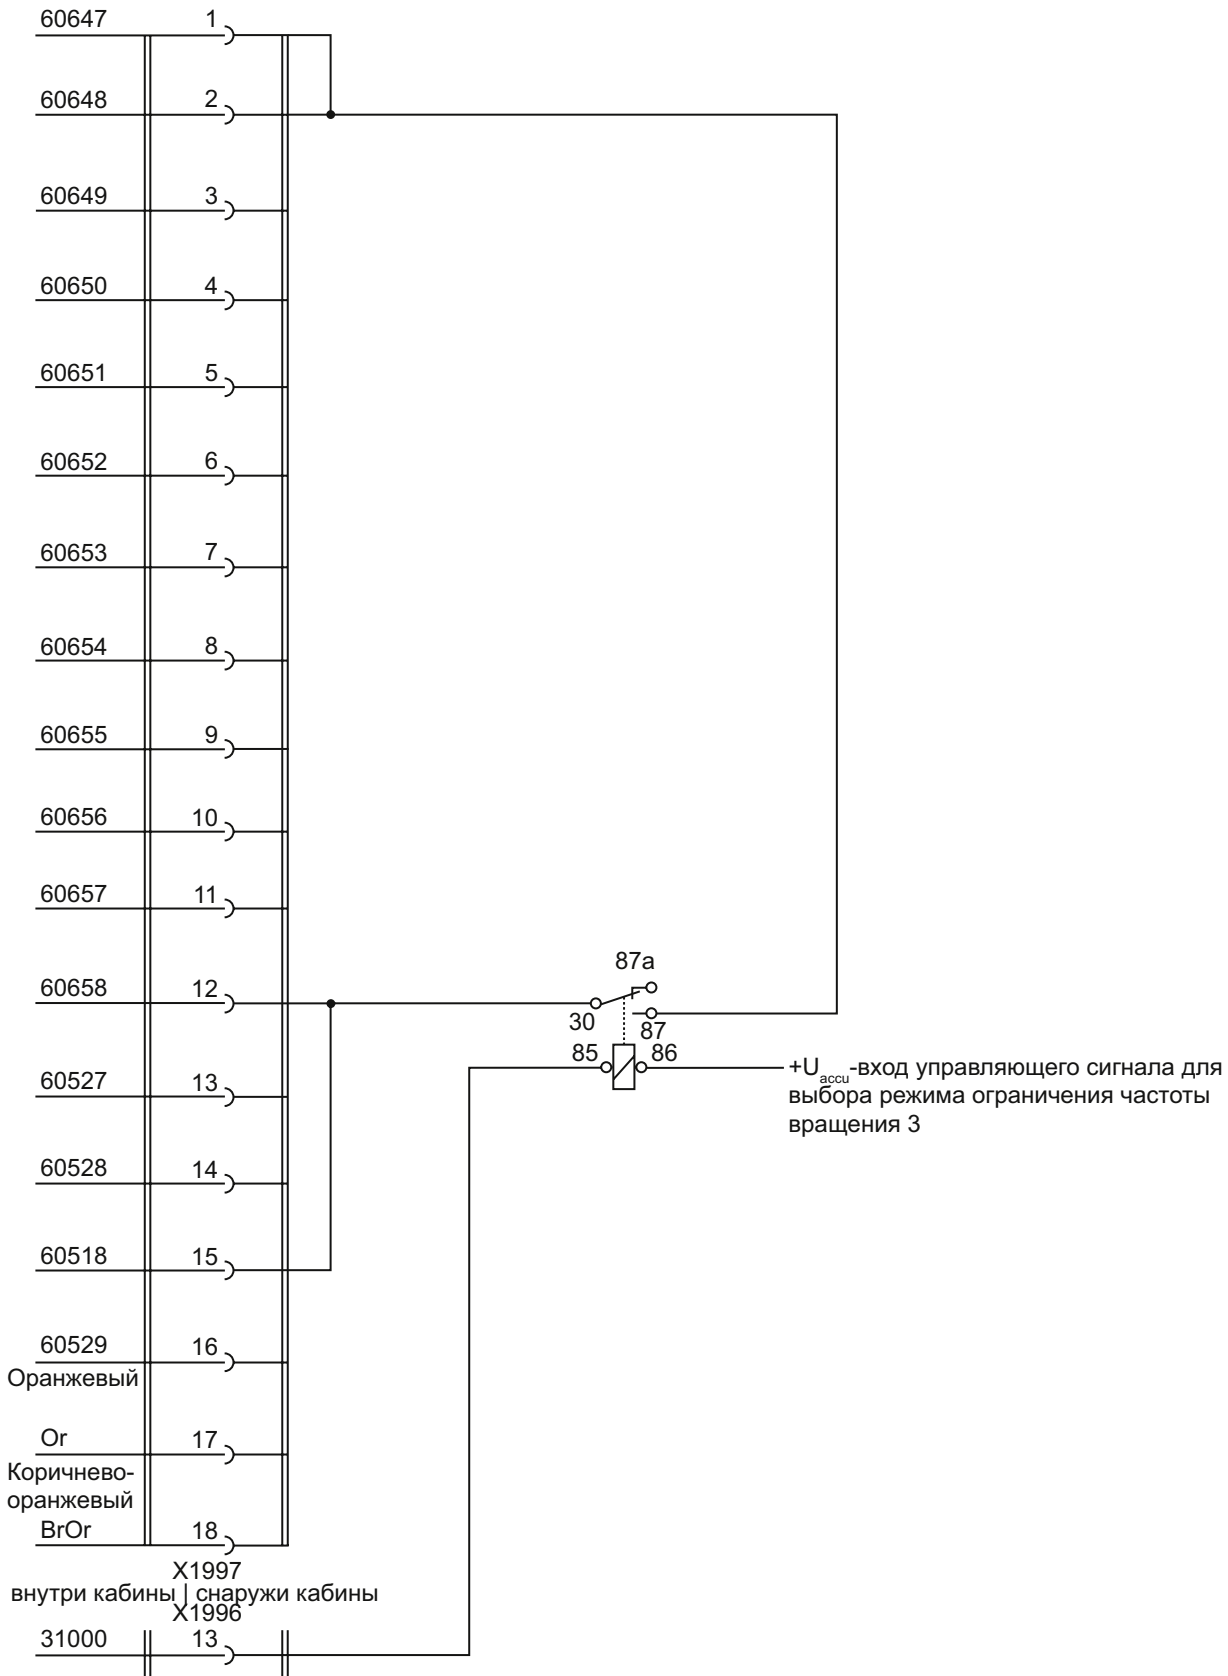 60647 1
60648 2
60649 3
60650 4
60651 5
60652 6
60653 7
60654 8
60655 9
60656 10
60657 11
87a
60658 12
30 87
85 86
+Uaccu-вход управляющего сигнала для
выбора режима ограничения частоты
вращения 3
60527 13
60528 14
60518 15
60529 16
Оранжевый
Or 17
Коричнево-
оранжевый
BrOr 18
X1997
внутри кабины | снаружи кабины
X1996
31000 13